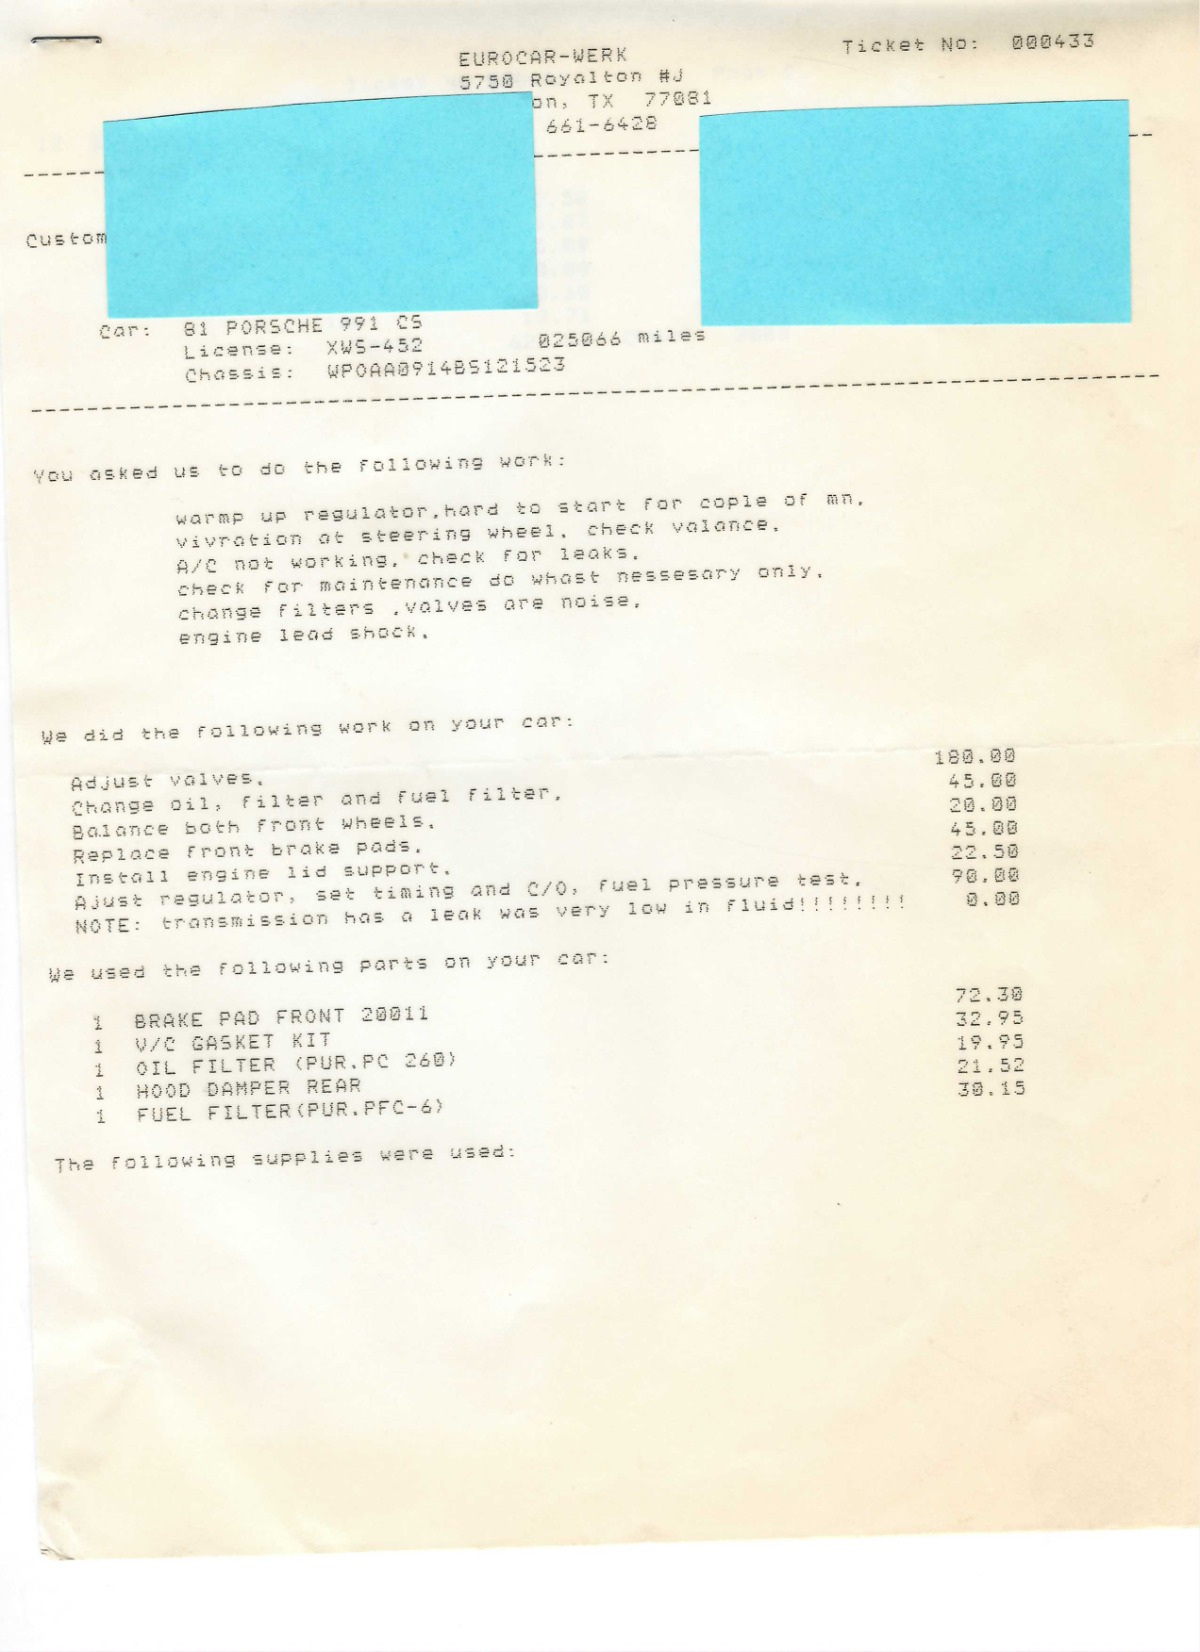 Ticket No: 000433
EUROCAR-WERK
5750 Royalton #J
on, TX 77081
661-6428
Custom
Car: 81 PORSCHE 991 CS
License: XWS-452 025066 miles
Chassis: WPOAA0914BS121523
You asked us to do the following work:
warmp up regulator,hard to start for cople of mn.
vivration at steering wheel, check valance.
A/C not working, check for leaks.
check for maintenance do whast nessesary only.
change filters ,valves are noise.
engine lead shock.
We did the following work on your car:
Adjust valves. 180.00
Change oil, filter and fuel filter. 45.00
Balance both front wheels. 20.00
Replace front brake pads. 45.00
Install engine lid support. 22.50
Ajust regulator, set timing and C/O, fuel pressure test. 90.00
NOTE: transmission has a leak was very low in fluid!!!!!!!!! 0.00
We used the following parts on your car:
1 BRAKE PAD FRONT 20011 72.30
1 V/C GASKET KIT 32.95
1 OIL FILTER (PUR.PC 260) 19.95
1 HOOD DAMPER REAR 21.52
1 FUEL FILTER(PUR.PFC-6) 30.15
The following supplies were used: